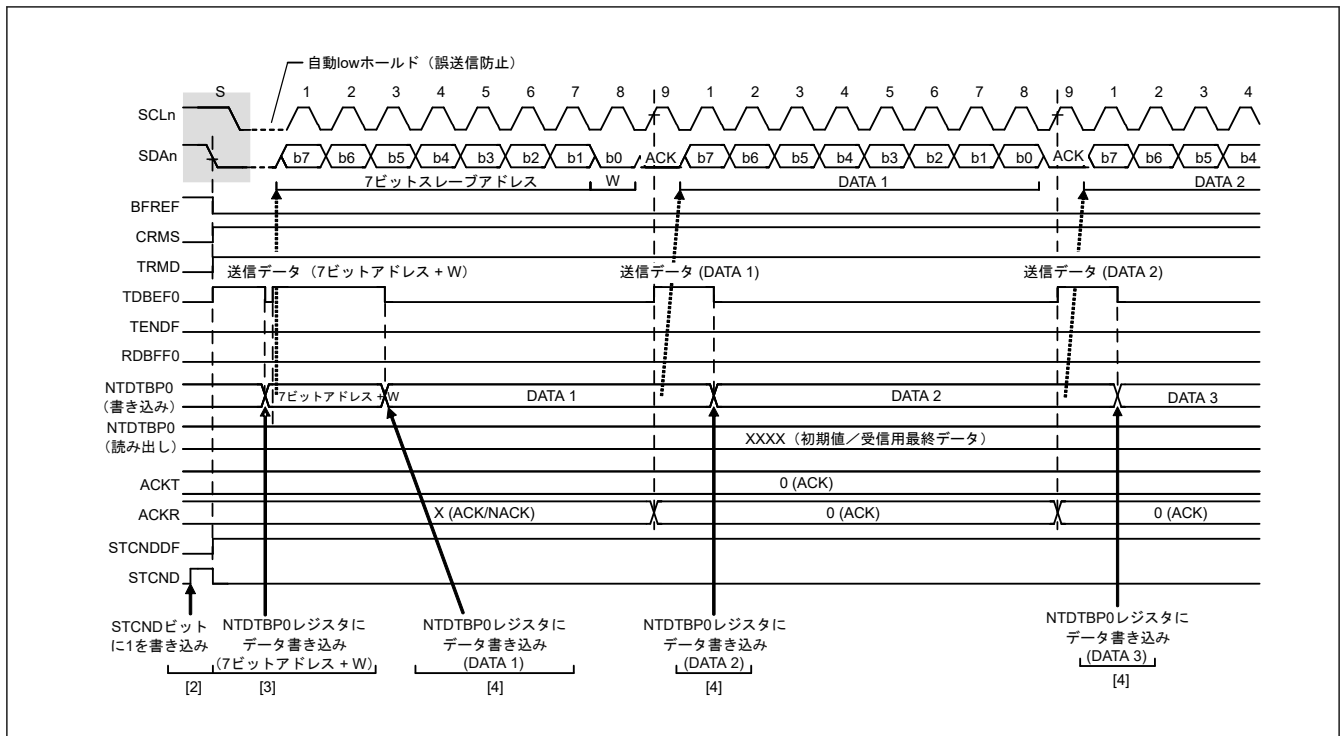 自動lowホールド（誤送信防止）
S 1 2 3 4 5 6 7 8 9 1 2 3 4 5 6 7 8 9 1 2 3 4
SCLn
SDAn b7 b6 b5 b4 b3 b2 b1 b0 ACK b7 b6 b5 b4 b3 b2 b1 b0 ACK b7 b6 b5 b4
7ビットスレーブアドレス W DATA 1 DATA 2
BFREF
CRMS
TRMD
送信データ（7ビットアドレス + W） 送信データ (DATA 1) 送信データ (DATA 2)
TDBEF0
TENDF
RDBFF0
NTDTBP0
（書き込み）
7ビットアドレス + W DATA 1 DATA 2 DATA 3
NTDTBP0
（読み出し）
XXXX（初期値／受信用最終データ）
ACKT 0 (ACK)
ACKR X (ACK/NACK) 0 (ACK) 0 (ACK)
STCNDDF
STCND
STCNDビット
に1を書き込み
[2]
NTDTBP0レジスタに
データ書き込み
（7ビットアドレス + W）
[3]
NTDTBP0レジスタに
データ書き込み
(DATA 1)
[4]
NTDTBP0レジスタに
データ書き込み
(DATA 2)
[4]
NTDTBP0レジスタに
データ書き込み
(DATA 3)
[4]